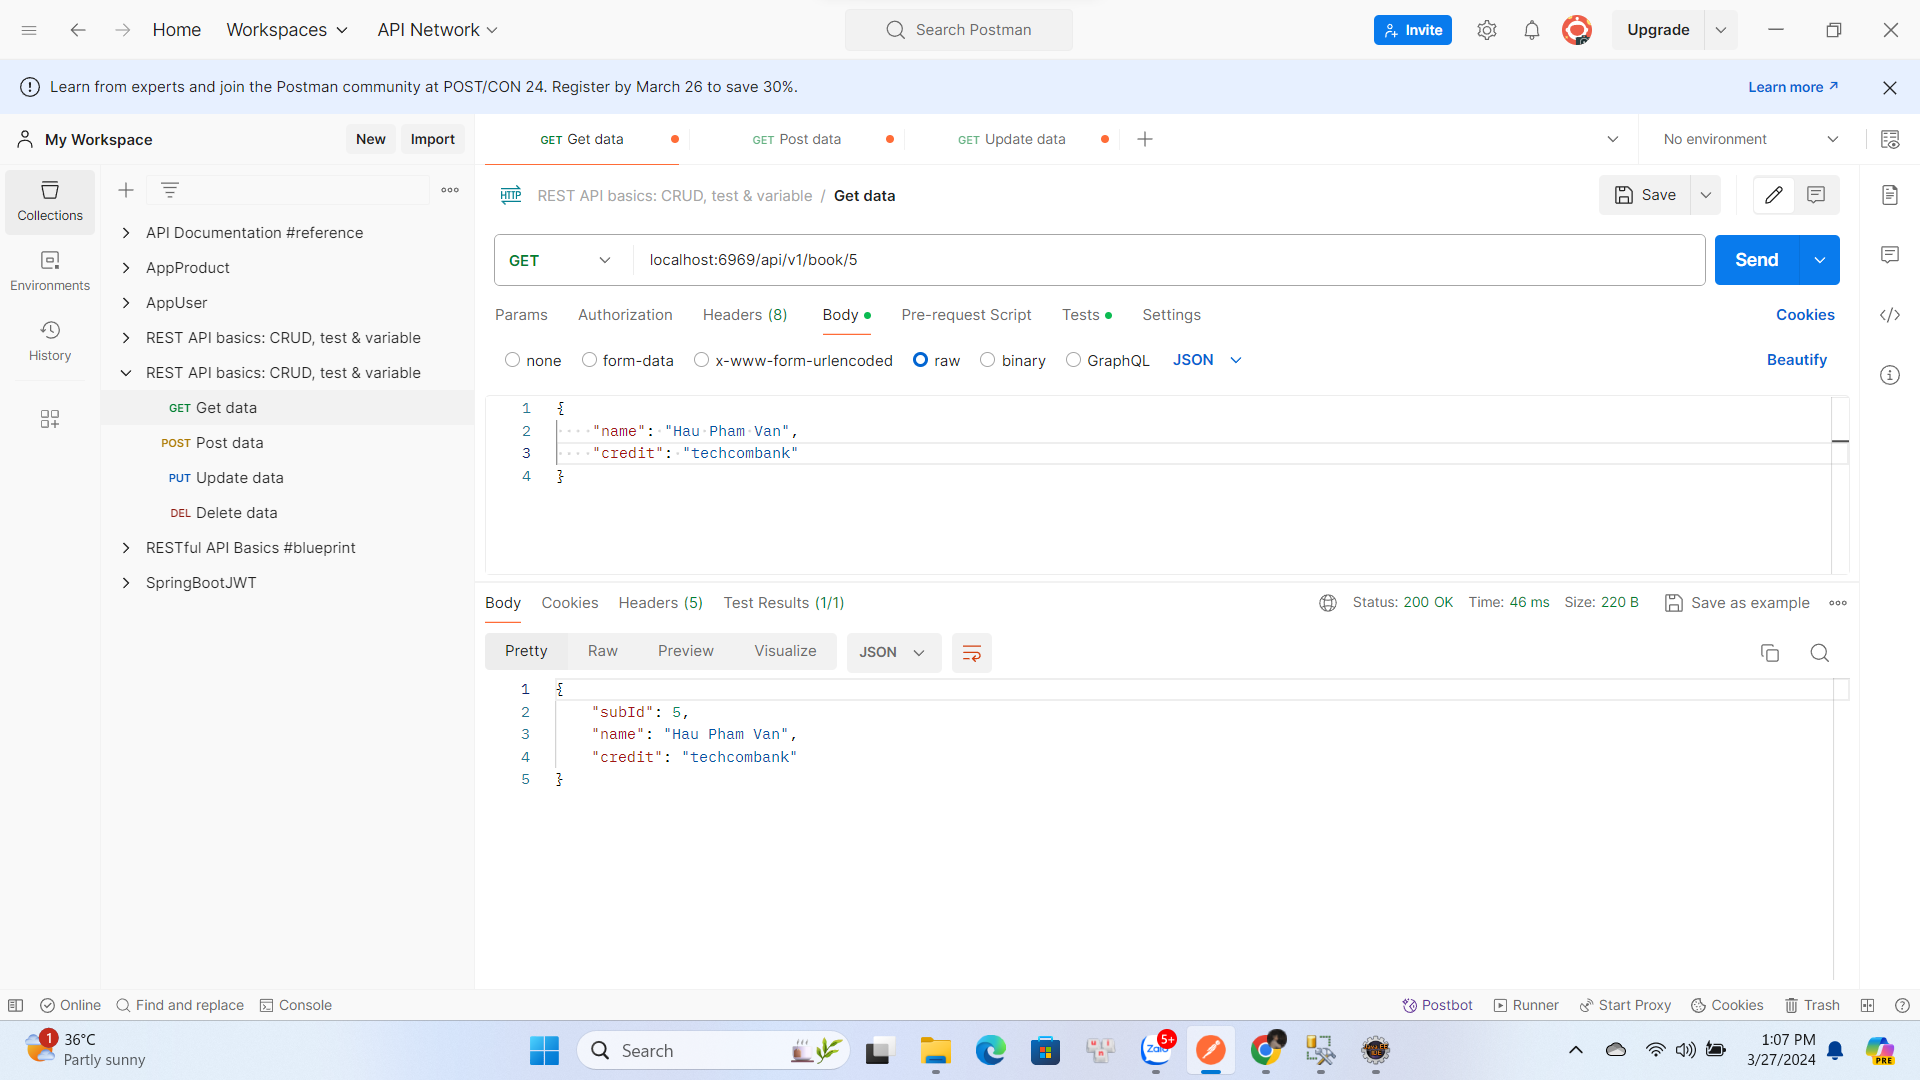 Home Workspaces API Network Search Postman Invite Upgrade
Learn from experts and join the Postman community at POST/CON 24. Register by March 26 to save 30%. Learn more
My Workspace New Import GET Get data GET Post data GET Update data No environment
Collections
Environments
History
API Documentation #reference
AppProduct
AppUser
REST API basics: CRUD, test & variable
REST API basics: CRUD, test & variable
GET Get data
POST Post data
PUT Update data
DEL Delete data
RESTful API Basics #blueprint
SpringBootJWT
HTTP REST API basics: CRUD, test & variable / Get data Save
GET localhost:6969/api/v1/book/5 Send
Params Authorization Headers (8) Body Pre-request Script Tests Settings Cookies
none form-data x-www-form-urlencoded raw binary GraphQL JSON Beautify
1 {
2 "name": "Hau Pham Van",
3 "credit": "techcombank"
4 }
Body Cookies Headers (5) Test Results (1/1) Status: 200 OK Time: 46 ms Size: 220 B Save as example
Pretty Raw Preview Visualize JSON
1 {
2 "subId": 5,
3 "name": "Hau Pham Van",
4 "credit": "techcombank"
5 }
Online Find and replace Console Postbot Runner Start Proxy Cookies Trash
1 36°C
Partly sunny
Search
Zalo 5+
1:07 PM
3/27/2024
PRE